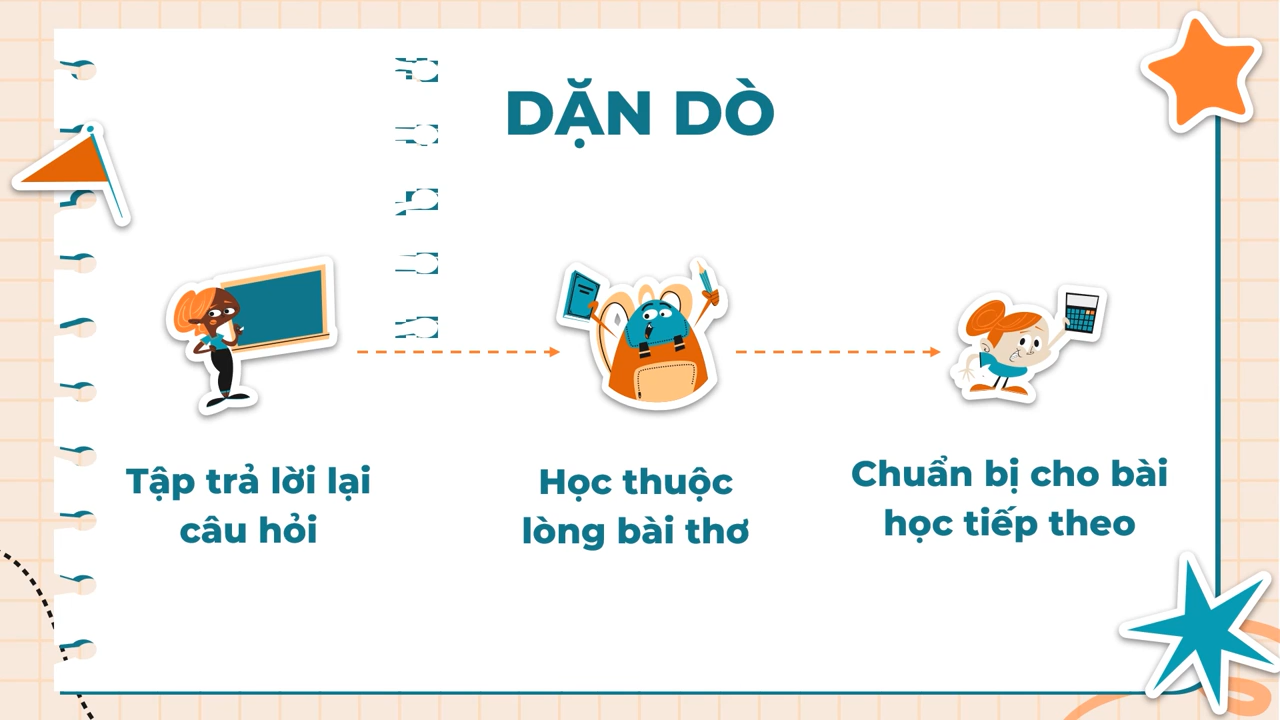 DẶN DÒ
Tập trả lời lại
câu hỏi
Học thuộc
lòng bài thơ
Chuẩn bị cho bài
học tiếp theo